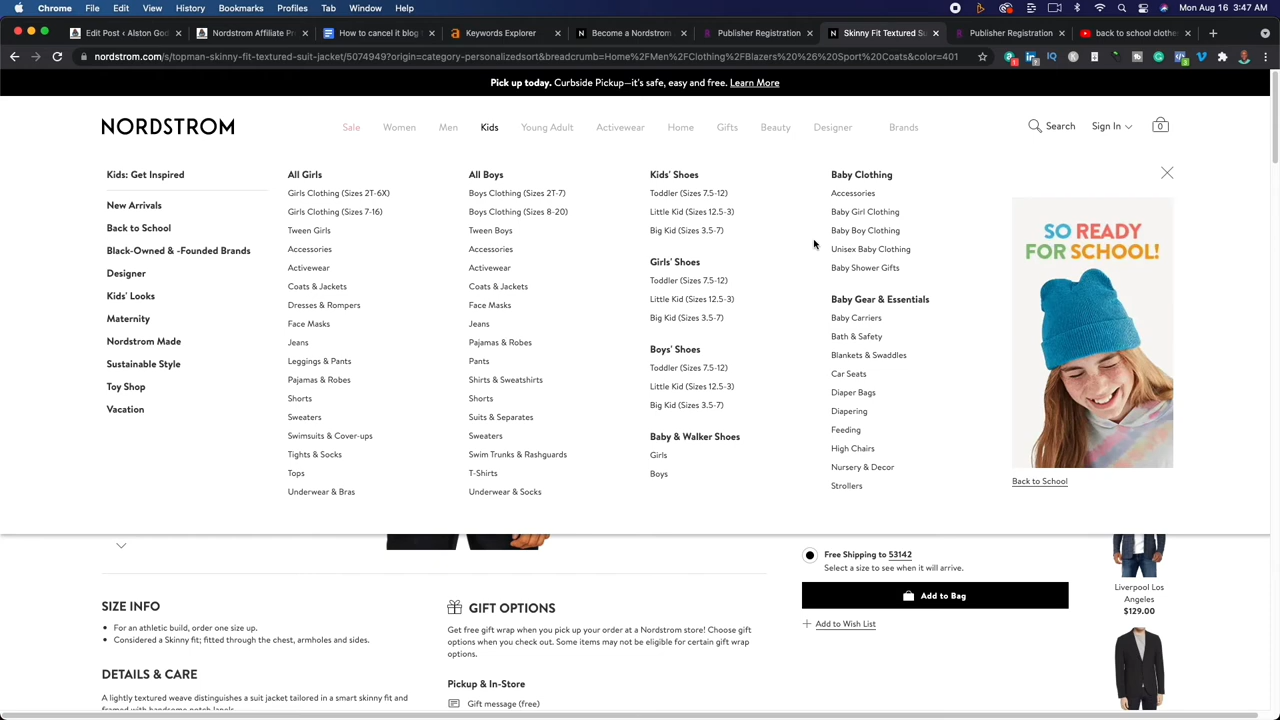 Chrome File Edit View History Bookmarks Profiles Tab Window Help
1:47 AM
Edit Post ‹ Alston God
Nordstrom Affiliate Pr
How to cancel it blog
Keywords Explorer
Become a Nordstrom
Publisher Registration
Skinny Fit Textured Su
Publisher Registration
back to school clothe
nordstrom.com/s/topman-skinny-fit-textured-suit-jacket/5074949?origin=category-personalizedsort&breadcrumb=Home%2FMen%2FClothing%2FBlazers%20%26%20Sport%20Coats&color=401
Pick up today. Curbside Pickup—it's safe, easy and free. Learn More
NORDSTROM
Sale Women Men Kids Young Adult Activewear Home Gifts Beauty Designer Brands
Search Sign In 0
Kids: Get Inspired
New Arrivals
Back to School
Black-Owned & -Founded Brands
Designer
Kids' Looks
Maternity
Nordstrom Made
Sustainable Style
Toy Shop
Vacation
All Girls
Girls Clothing (Sizes 2T-6X)
Girls Clothing (Sizes 7-16)
Tween Girls
Accessories
Activewear
Coats & Jackets
Dresses & Rompers
Face Masks
Jeans
Leggings & Pants
Pajamas & Robes
Shorts
Sweaters
Swimsuits & Cover-ups
Tights & Socks
Tops
Underwear & Bras
All Boys
Boys Clothing (Sizes 2T-7)
Boys Clothing (Sizes 8-20)
Tween Boys
Accessories
Activewear
Coats & Jackets
Face Masks
Jeans
Pajamas & Robes
Pants
Shirts & Sweatshirts
Shorts
Suits & Separates
Sweaters
Swim Trunks & Rashguards
T-Shirts
Underwear & Socks
Kids' Shoes
Toddler (Sizes 7.5-12)
Little Kid (Sizes 12.5-3)
Big Kid (Sizes 3.5-7)
Girls' Shoes
Toddler (Sizes 7.5-12)
Little Kid (Sizes 12.5-3)
Big Kid (Sizes 3.5-7)
Boys' Shoes
Toddler (Sizes 7.5-12)
Little Kid (Sizes 12.5-3)
Big Kid (Sizes 3.5-7)
Baby & Walker Shoes
Girls
Boys
Baby Clothing
Accessories
Baby Girl Clothing
Baby Boy Clothing
Unisex Baby Clothing
Baby Shower Gifts
Baby Gear & Essentials
Baby Carriers
Bath & Safety
Blankets & Swaddles
Car Seats
Diaper Bags
Diapering
Feeding
High Chairs
Nursery & Decor
Strollers
SO READY
FOR SCHOOL!
Back to School
Free Shipping to 53142
Select a size to see when it will arrive.
Add to Bag
Add to Wish List
Liverpool Los
Angeles
$129.00
SIZE INFO
For an athletic build, order one size up.
Considered a Skinny fit; fitted through the chest, armholes and sides.
DETAILS & CARE
A lightly textured weave distinguishes a suit jacket tailored in a smart skinny fit and
framed with handsome notch lapels.
GIFT OPTIONS
Get free gift wrap when you pick up your order at a Nordstrom store! Choose gift
options when you check out. Some items may not be eligible for certain gift wrap
options.
Pickup & In-Store
Gift message (free)